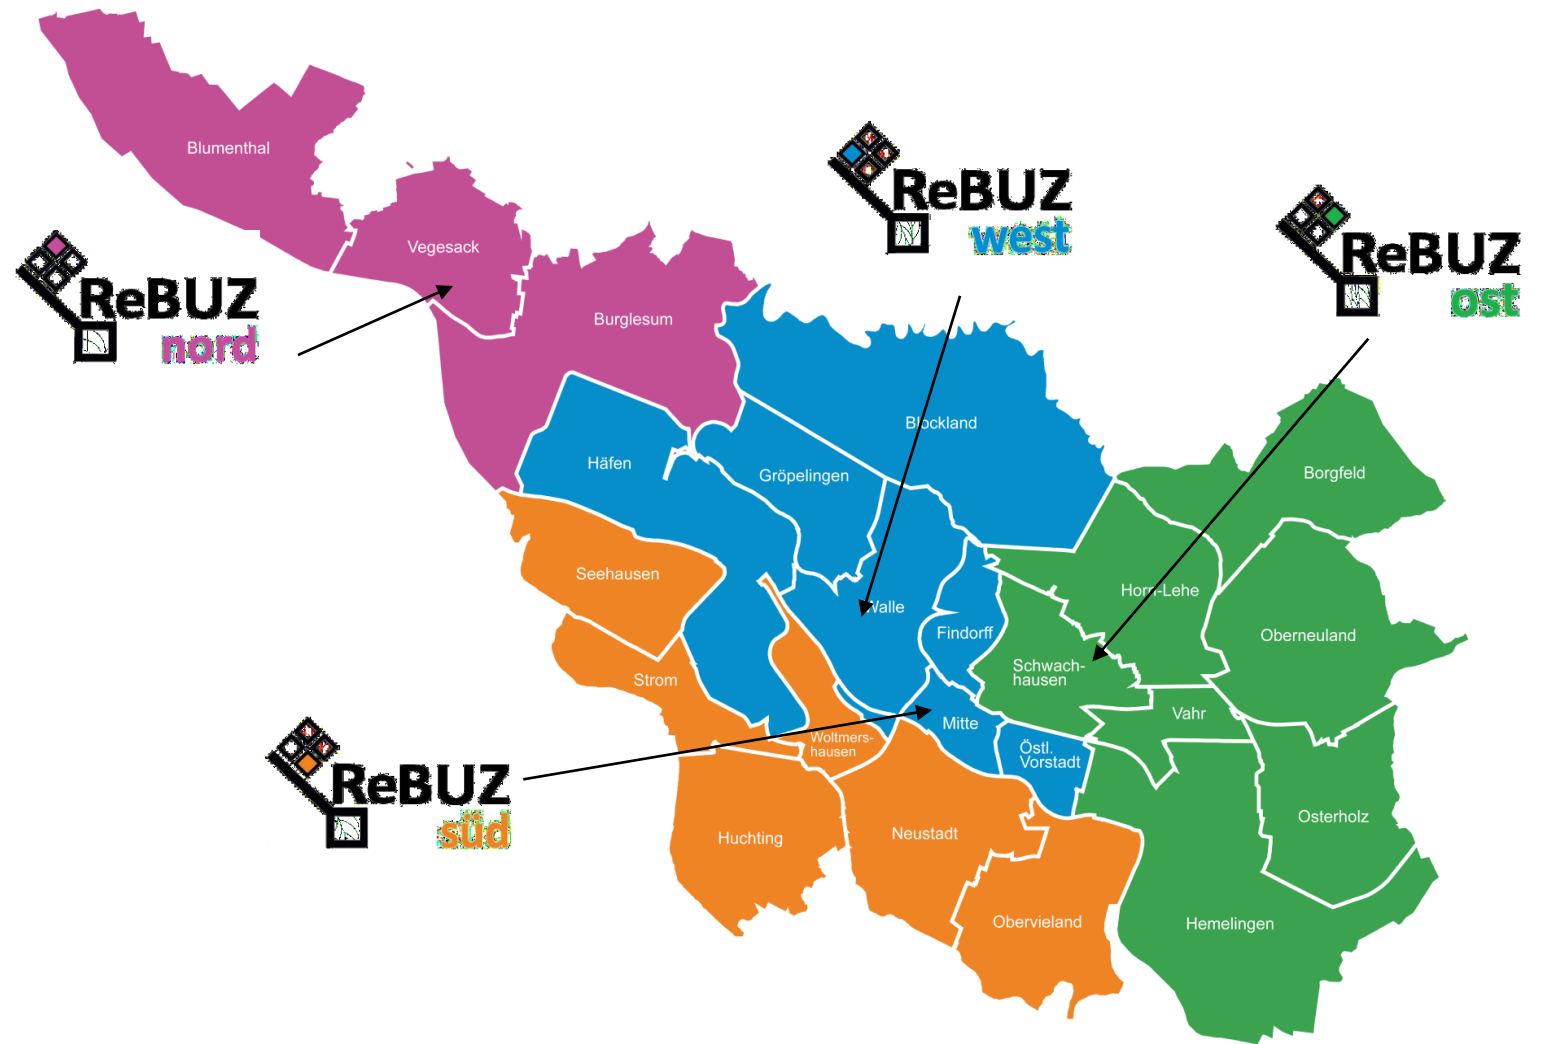 Blumenthal
Vegesack
ReBUZ
west
ReBUZ
ost
ReBUZ
nord
Burglesum
Blockland
Häfen
Gröpelingen
Borgfeld
Seehausen
Walle
Horn-Lehe
Findorff
Oberneuland
Schwach-
hausen
Strom
Mitte
Vahr
Woltmers-
hausen
Östl.
Vorstadt
ReBUZ
süd
Huchting
Neustadt
Osterholz
Obervieland
Hemelingen